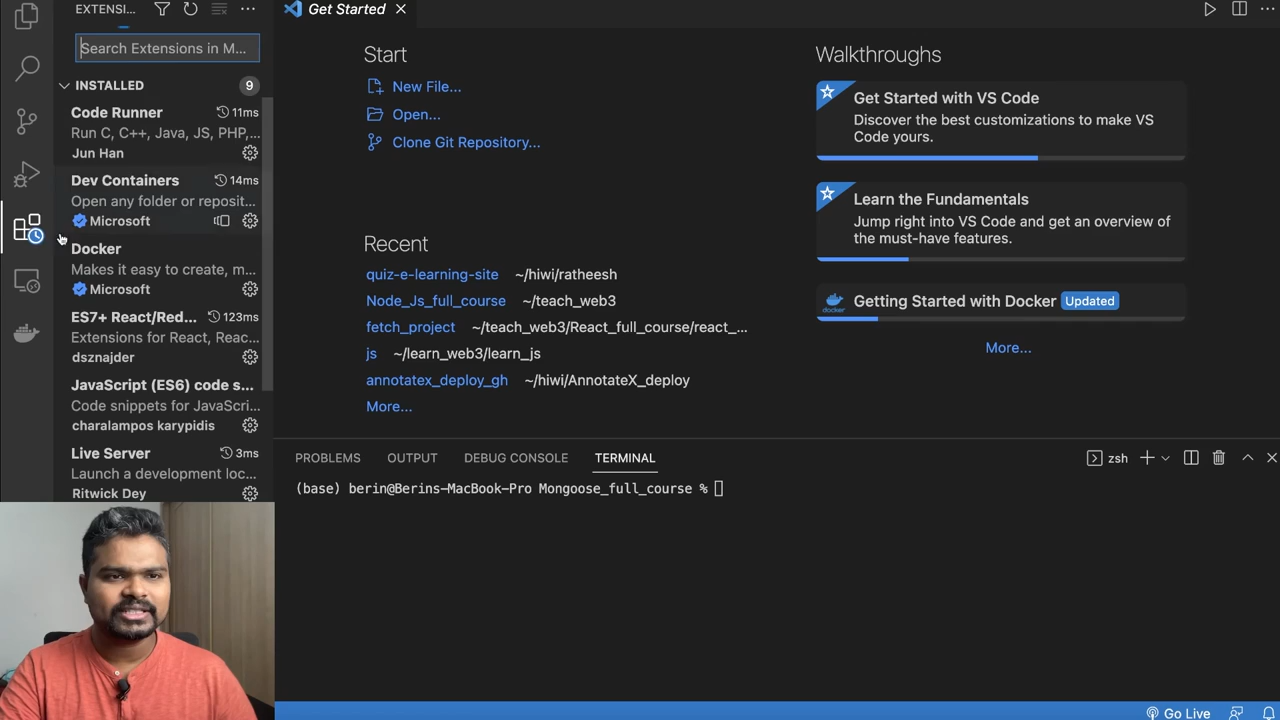 EXTENSI...
Search Extensions in M...
INSTALLED 9
Code Runner 11ms
Run C, C++, Java, JS, PHP,...
Jun Han
Dev Containers 14ms
Open any folder or reposit...
Microsoft
Docker
Makes it easy to create, m...
Microsoft
ES7+ React/Red... 123ms
Extensions for React, Reac...
dsznajder
JavaScript (ES6) code s...
Code snippets for JavaScri...
charalampos karypidis
Live Server 3ms
Launch a development loc...
Ritwick Dey
Get Started
Start
New File...
Open...
Clone Git Repository...
Recent
quiz-e-learning-site ~/hiwi/ratheesh
Node_Js_full_course ~/teach_web3
fetch_project ~/teach_web3/React_full_course/react_...
js ~/learn_web3/learn_js
annotatex_deploy_gh ~/hiwi/AnnotateX_deploy
More...
Walkthroughs
Get Started with VS Code
Discover the best customizations to make VS
Code yours.
Learn the Fundamentals
Jump right into VS Code and get an overview of
the must-have features.
docker
Getting Started with Docker Updated
More...
PROBLEMS OUTPUT DEBUG CONSOLE TERMINAL zsh
(base) berin@Berins-MacBook-Pro Mongoose_full_course %
Go Live